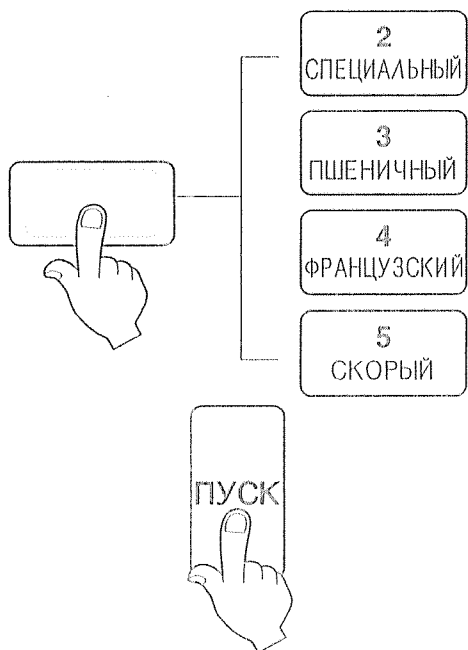 2
СПЕЦИАЛЬНЫЙ
3
ПШЕНИЧНЫЙ
4
ФРАНЦУЗСКИЙ
5
СКОРЫЙ
ПУСК